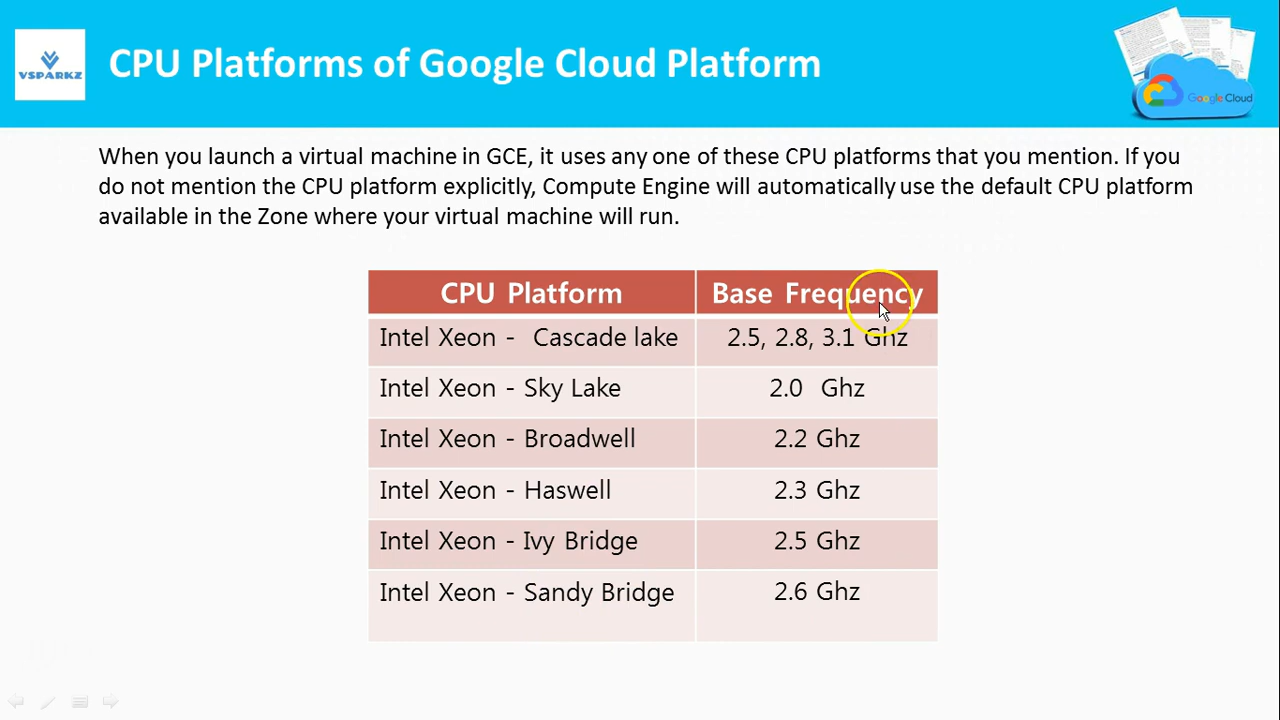 VSPARKZ
CPU Platforms of Google Cloud Platform
Google Cloud
When you launch a virtual machine in GCE, it uses any one of these CPU platforms that you mention. If you
do not mention the CPU platform explicitly, Compute Engine will automatically use the default CPU platform
available in the Zone where your virtual machine will run.
CPU Platform Base Frequency
Intel Xeon - Cascade lake 2.5, 2.8, 3.1 Ghz
Intel Xeon - Sky Lake 2.0 Ghz
Intel Xeon - Broadwell 2.2 Ghz
Intel Xeon - Haswell 2.3 Ghz
Intel Xeon - Ivy Bridge 2.5 Ghz
Intel Xeon - Sandy Bridge 2.6 Ghz